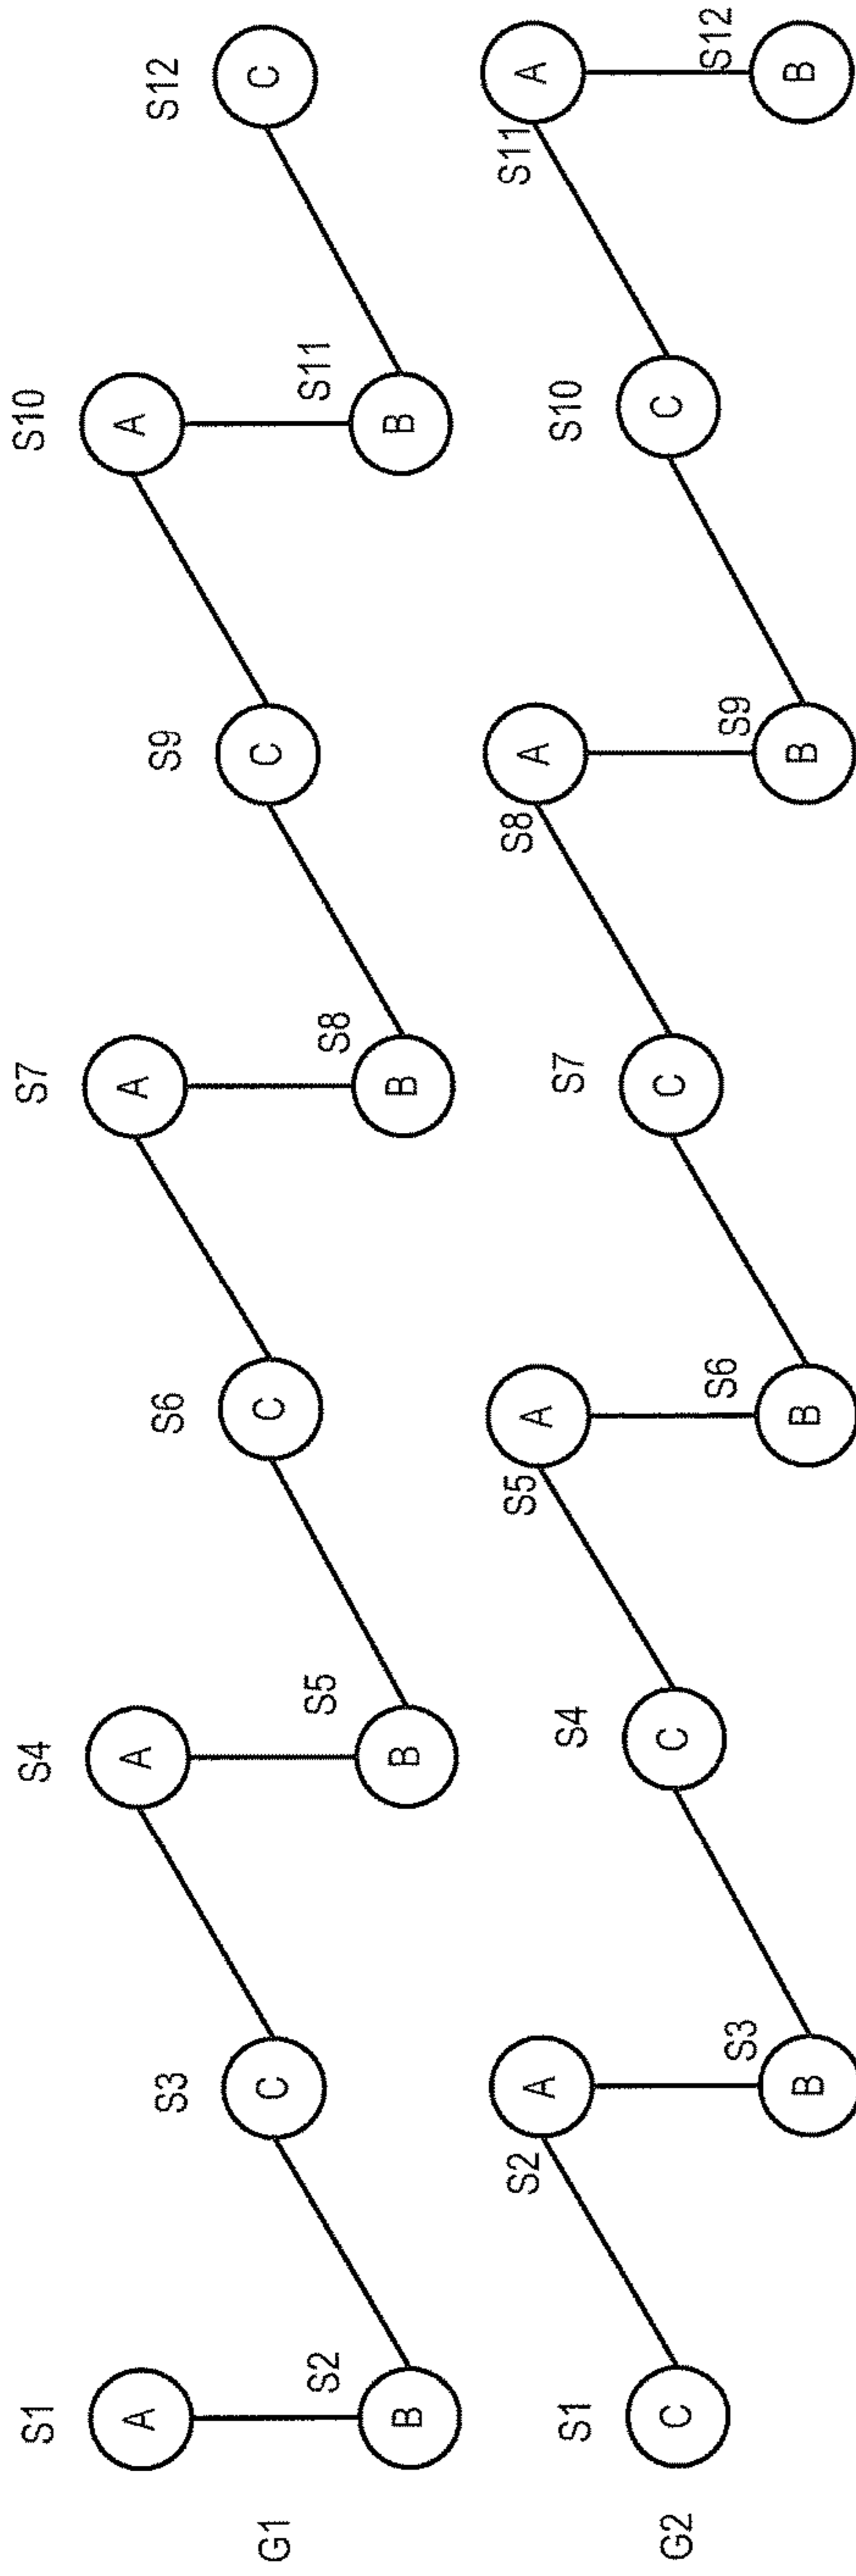 S1 S4 S7 S10
A A A A
S3 S6 S9 S12
G1 C C C C
S2 S5 S8 S11
B B B B
S2 S5 S8 S11
A A A A
S1 S4 S7 S10
G2 C C C C
S3 S6 S9 S12
B B B B